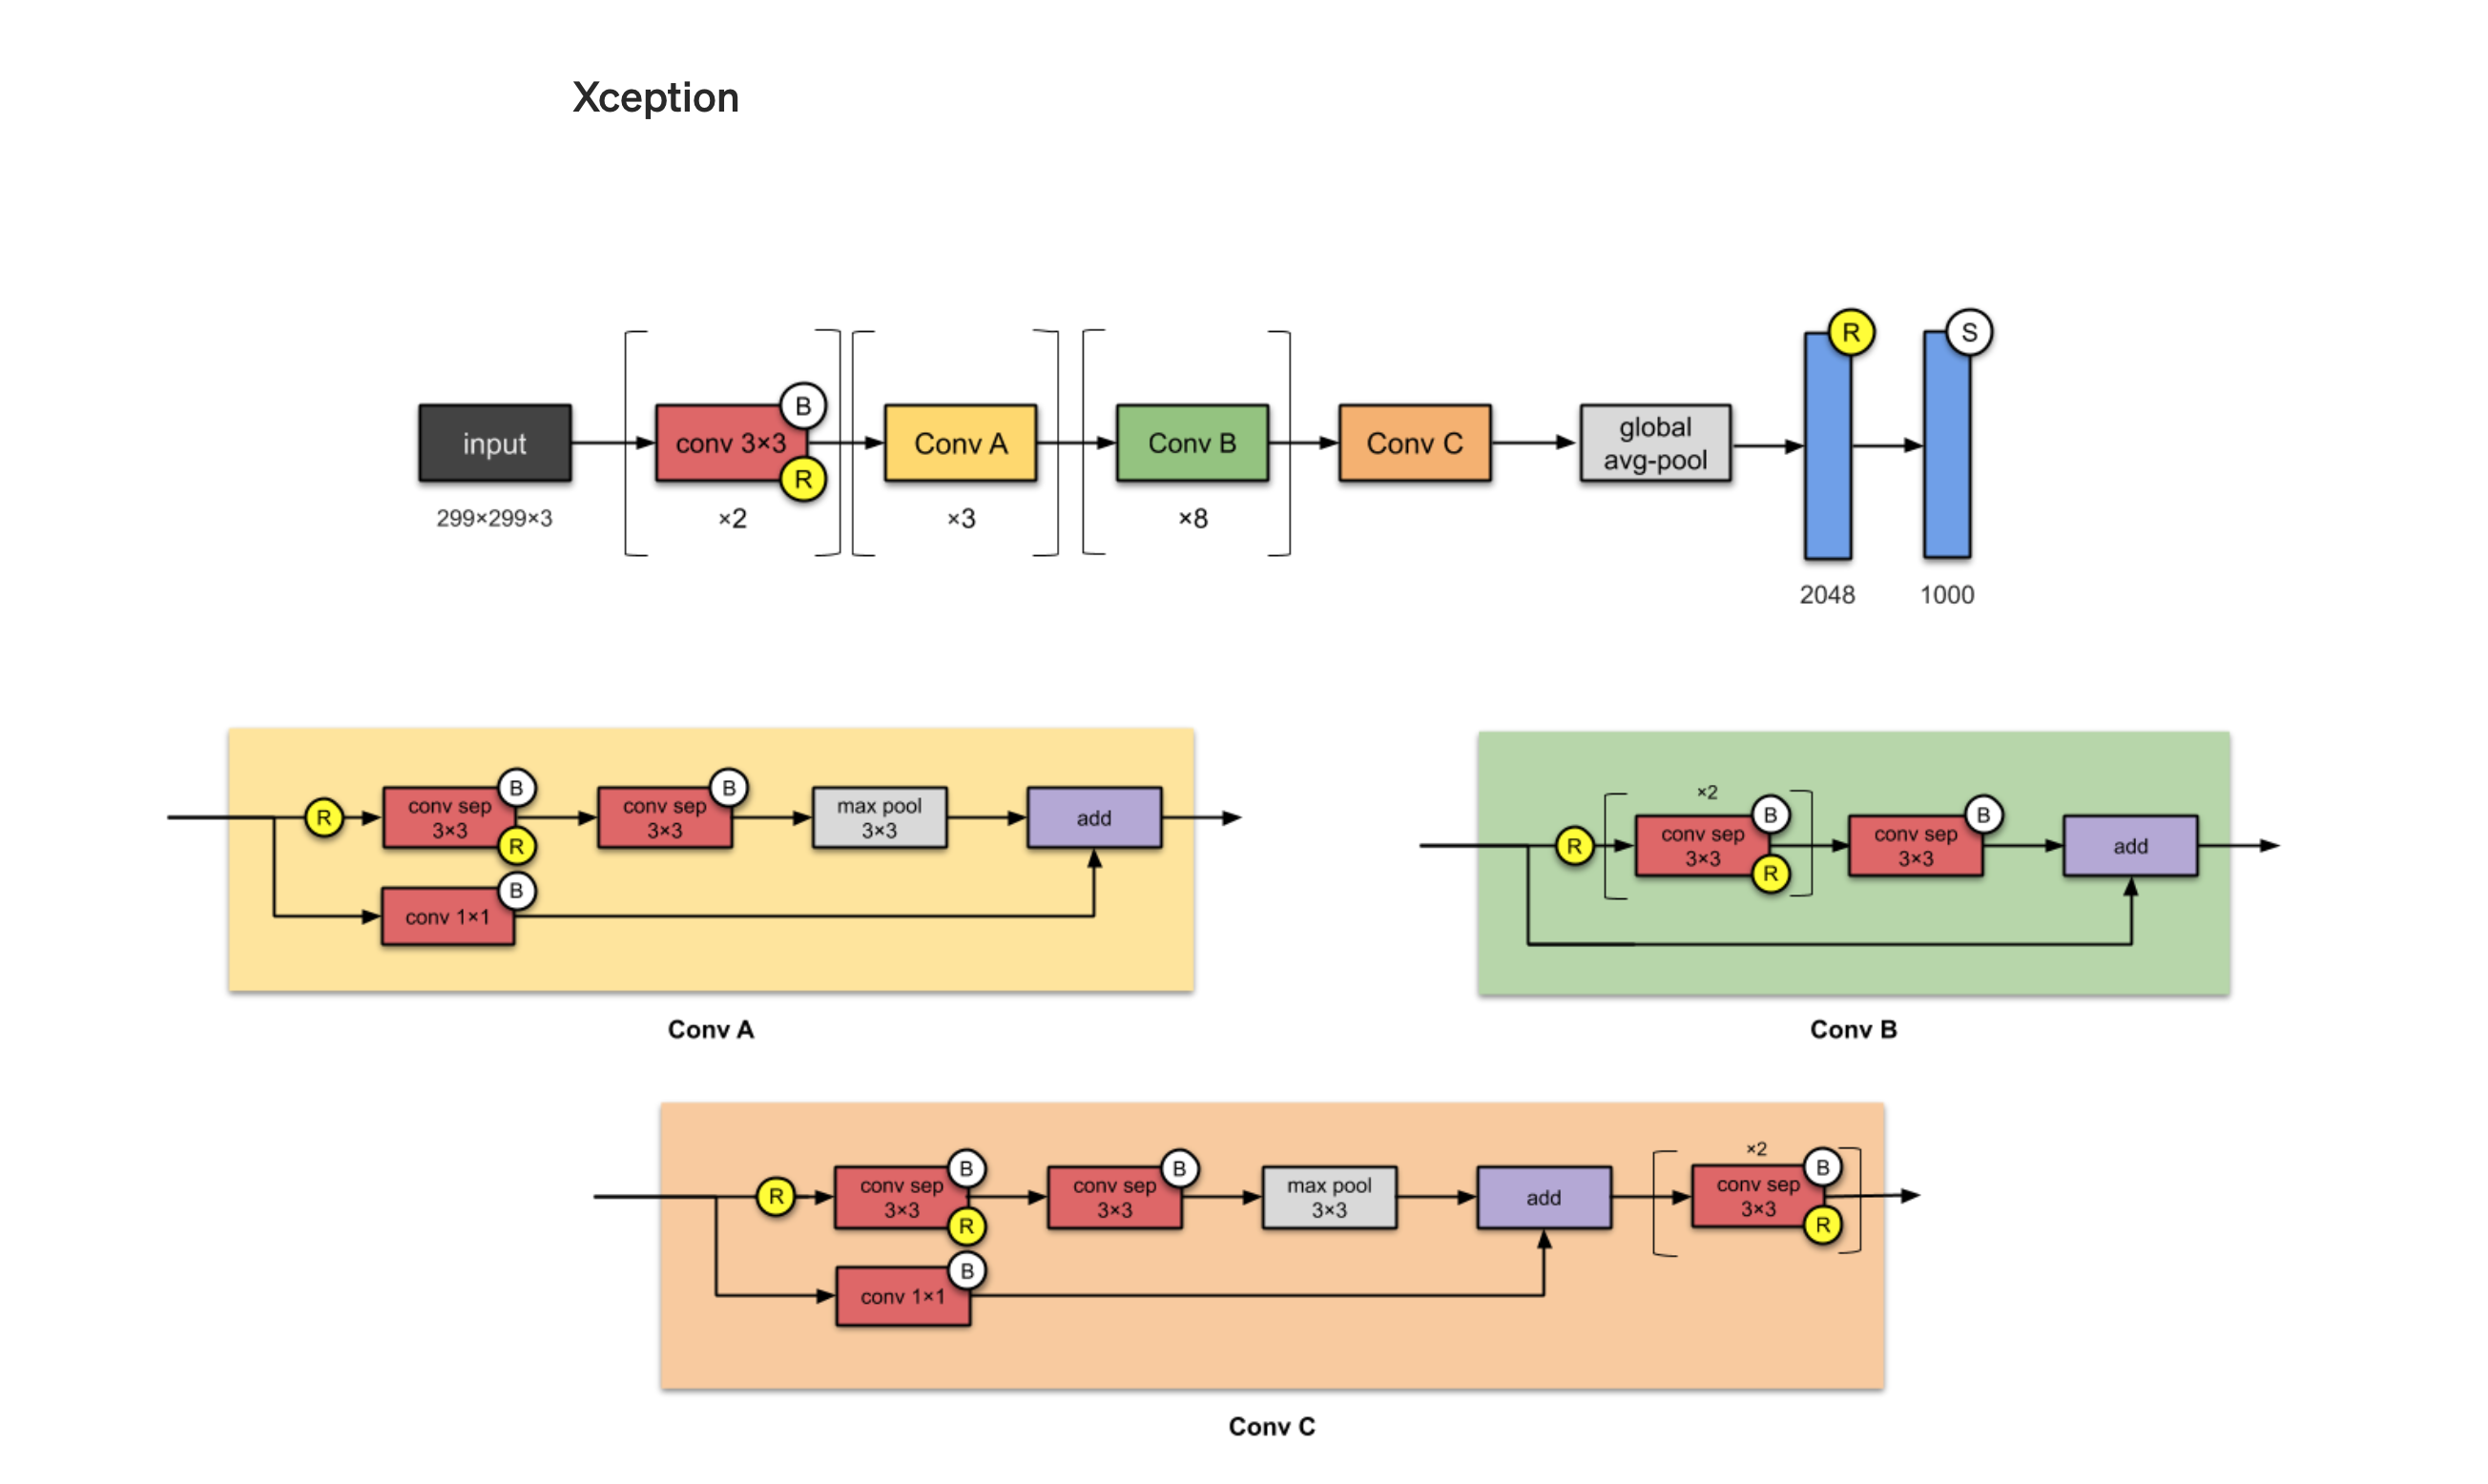 Xception
input
299×299×3
B
conv 3×3
R
×2
Conv A
×3
Conv B
×8
Conv C
global
avg-pool
R
2048
S
1000
R
conv sep
3×3
B
R
conv sep
3×3
B
max pool
3×3
add
conv 1×1
B
Conv A
R
×2
conv sep
3×3
B
R
conv sep
3×3
B
add
Conv B
R
conv sep
3×3
B
R
conv sep
3×3
B
max pool
3×3
add
×2
conv sep
3×3
B
R
conv 1×1
B
Conv C